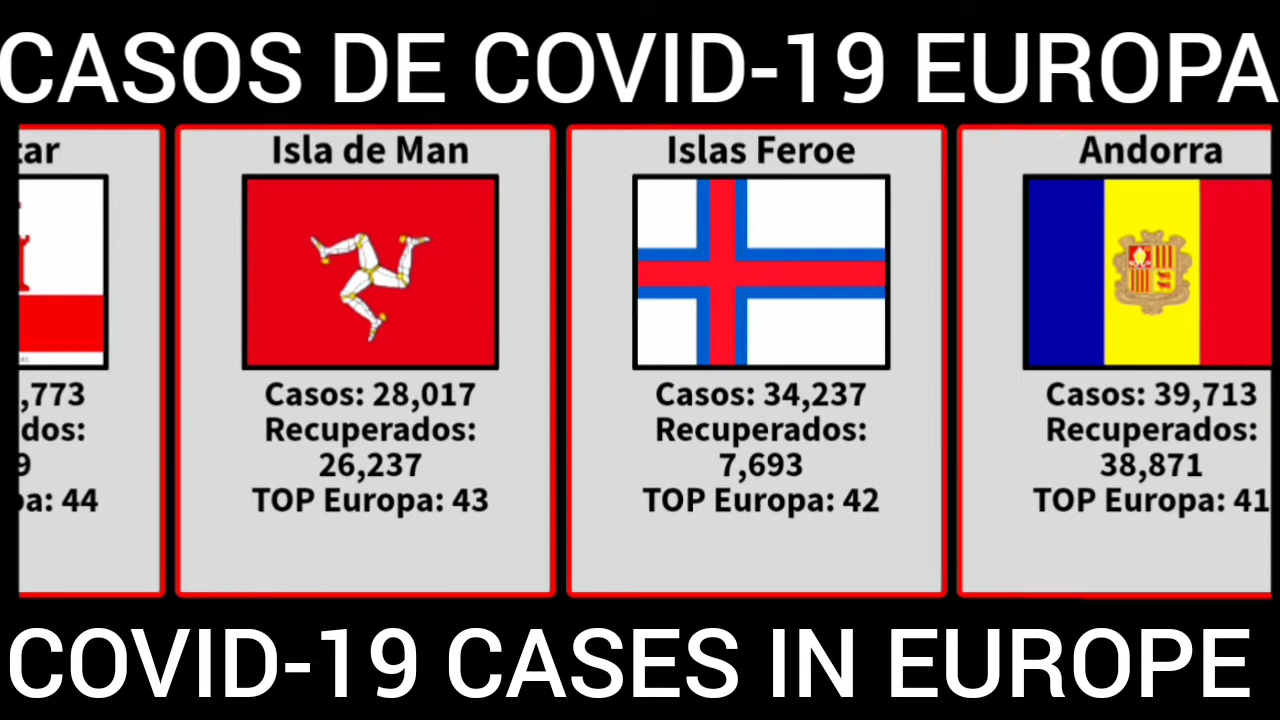 CASOS DE COVID-19 EUROPA
Isla de Man
Casos: 28,017
Recuperados:
26,237
TOP Europa: 43
Islas Feroe
Casos: 34,237
Recuperados:
7,693
TOP Europa: 42
Andorra
Casos: 39,713
Recuperados:
38,871
TOP Europa: 41
COVID-19 CASES IN EUROPE